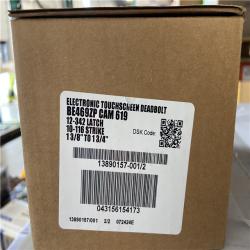 ELECTRONIC TOUCHSCREEN DEADBOLT
BE469ZP CAM 619
12-342 LATCH
10-116 STRIKE
1 3/8" TO 1 3/4"
DSK Code:
13890157-001/2
043156154173
13890157/001 2/2 072424E